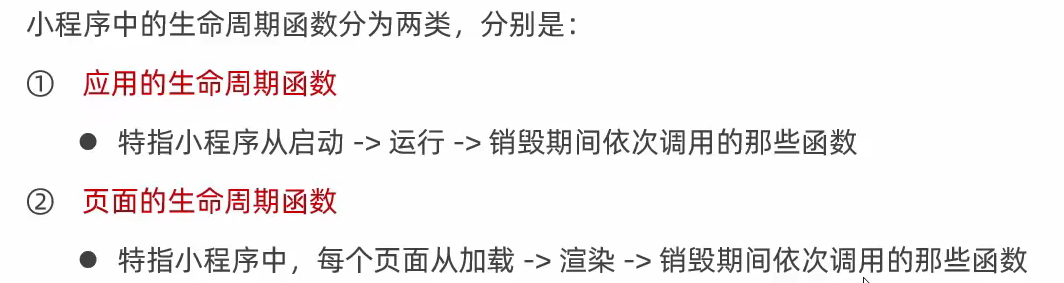 小程序中的生命周期函数分为两类，分别是：
① 应用的生命周期函数
● 特指小程序从启动 -> 运行 -> 销毁期间依次调用的那些函数
② 页面的生命周期函数
● 特指小程序中，每个页面从加载 -> 渲染 -> 销毁期间依次调用的那些函数